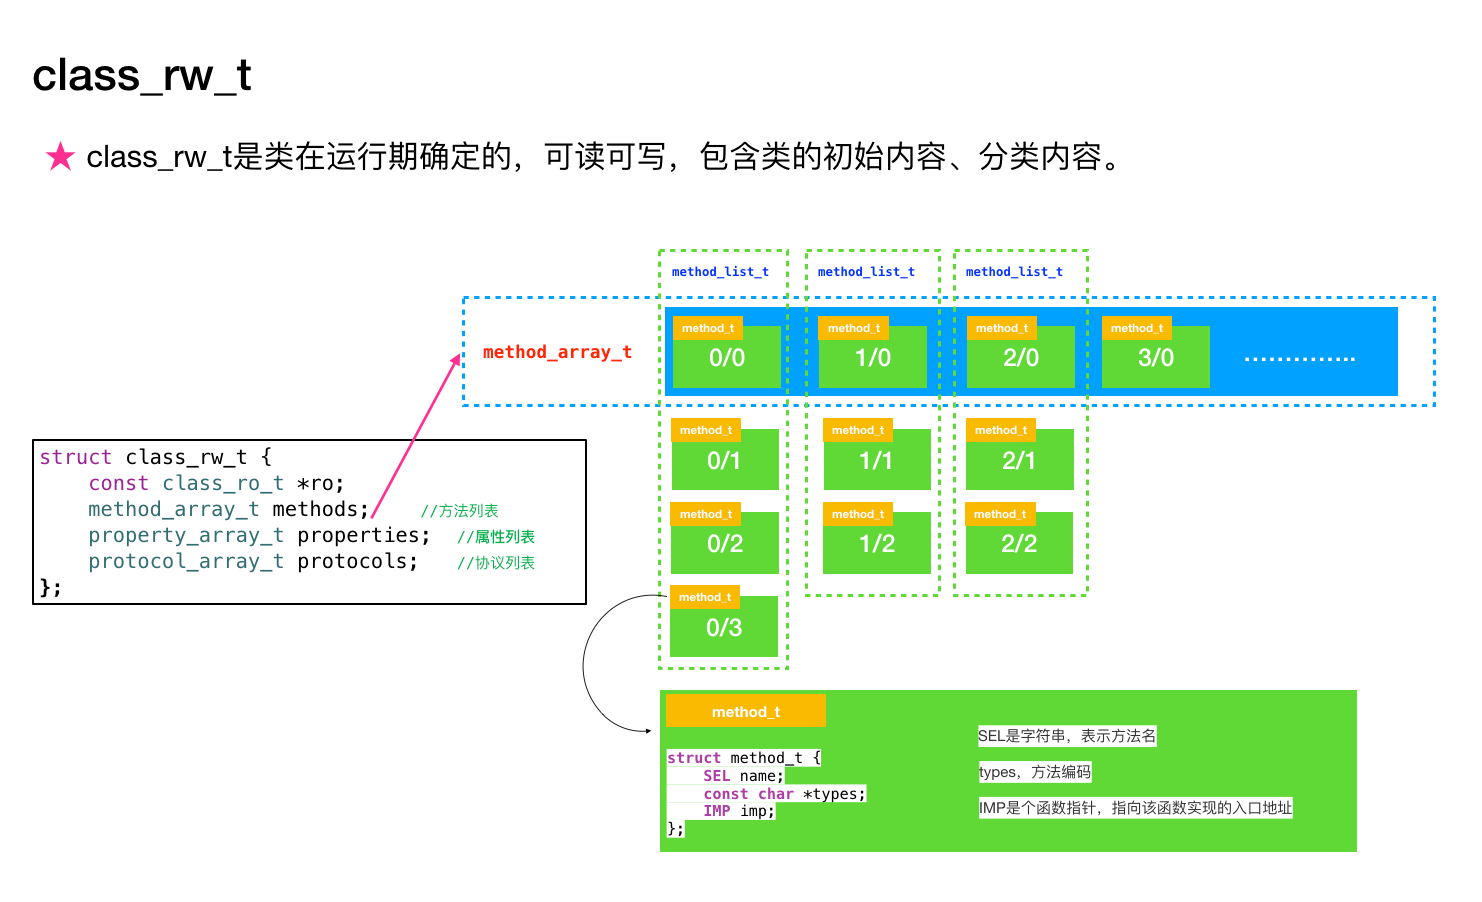 class_rw_t
★ class_rw_t是类在运行期确定的，可读可写，包含类的初始内容、分类内容。
method_list_t method_list_t method_list_t
method_t method_t method_t method_t
method_array_t 0/0 1/0 2/0 3/0 ..............
method_t method_t method_t
0/1 1/1 2/1
method_t method_t method_t
0/2 1/2 2/2
method_t
0/3
struct class_rw_t {
const class_ro_t *ro;
method_array_t methods; //方法列表
property_array_t properties; //属性列表
protocol_array_t protocols; //协议列表
};
method_t
struct method_t {
SEL name;
const char *types;
IMP imp;
};
SEL是字符串，表示方法名
types，方法编码
IMP是个函数指针，指向该函数实现的入口地址